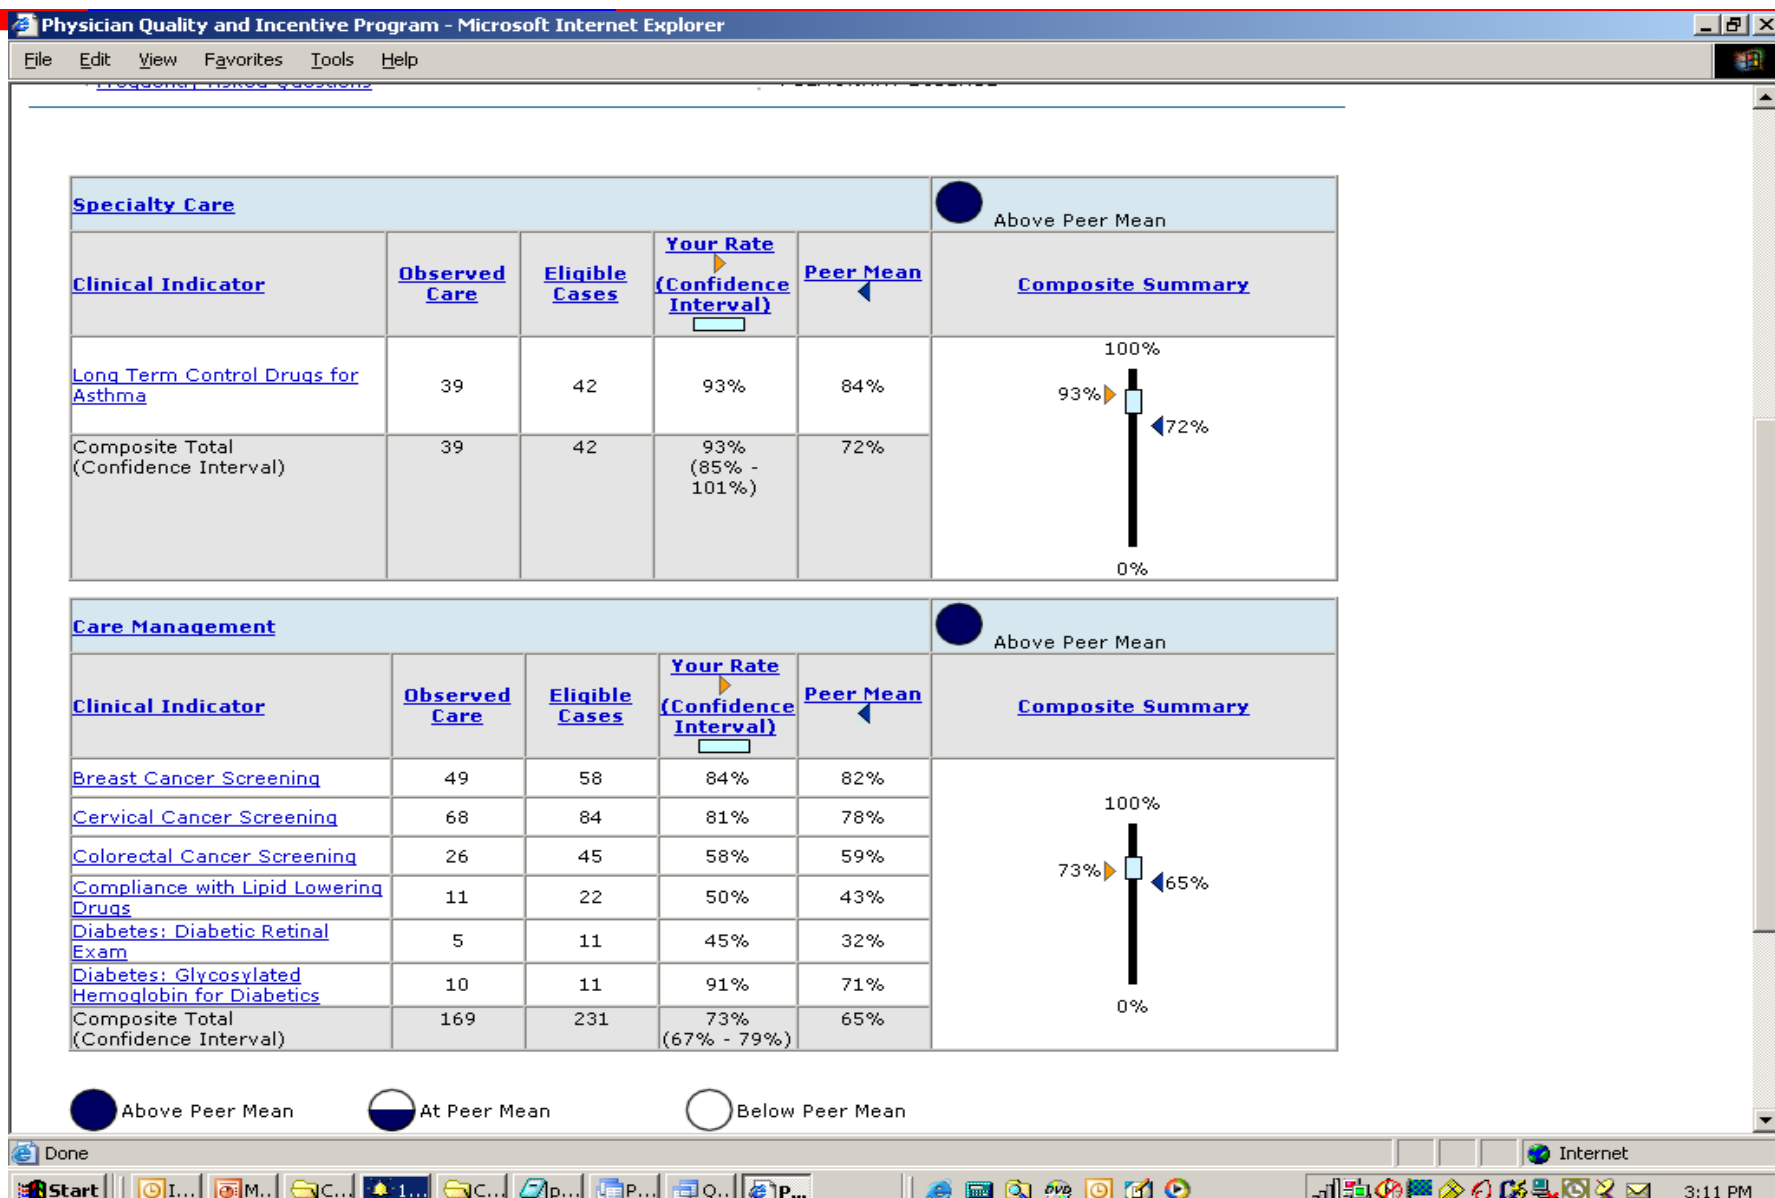 Physician Quality and Incentive Program - Microsoft Internet Explorer
File Edit View Favorites Tools Help
Frequently Asked Questions
Specialty Care
Above Peer Mean
Clinical Indicator
Observed Care
Eligible Cases
Your Rate
(Confidence Interval)
Peer Mean
Composite Summary
Long Term Control Drugs for
Asthma
39 42 93% 84%
100%
93%
72%
0%
Composite Total
(Confidence Interval)
39 42 93%
(85% -
101%)
72%
Care Management
Above Peer Mean
Clinical Indicator
Observed Care
Eligible Cases
Your Rate
(Confidence Interval)
Peer Mean
Composite Summary
Breast Cancer Screening 49 58 84% 82%
Cervical Cancer Screening 68 84 81% 78%
Colorectal Cancer Screening 26 45 58% 59%
Compliance with Lipid Lowering
Drugs
11 22 50% 43%
Diabetes: Diabetic Retinal
Exam
5 11 45% 32%
Diabetes: Glycosylated
Hemoglobin for Diabetics
10 11 91% 71%
Composite Total
(Confidence Interval)
169 231 73%
(67% - 79%)
65%
100%
73%
65%
0%
Above Peer Mean At Peer Mean Below Peer Mean
Done Internet
Start I... M... C... 1... C... p... P... Q... P... 3:11 PM